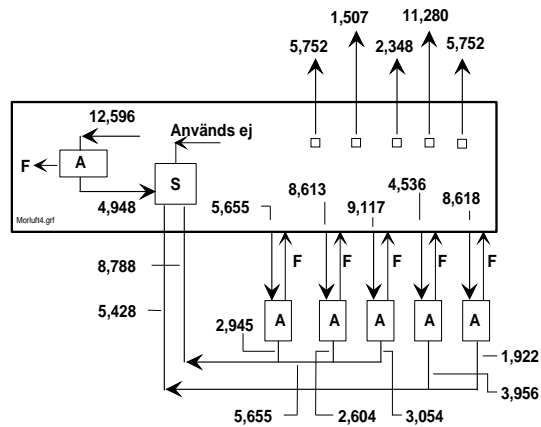 11,280
1,507
5,752
2,348
5,752
12,596
Används ej
F
A
S
4,948
Morluft4.grf
5,655
8,613
9,117
4,536
8,618
8,788
F
F
F
F
F
5,428
A
A
A
A
A
2,945
1,922
3,956
5,655
2,604
3,054